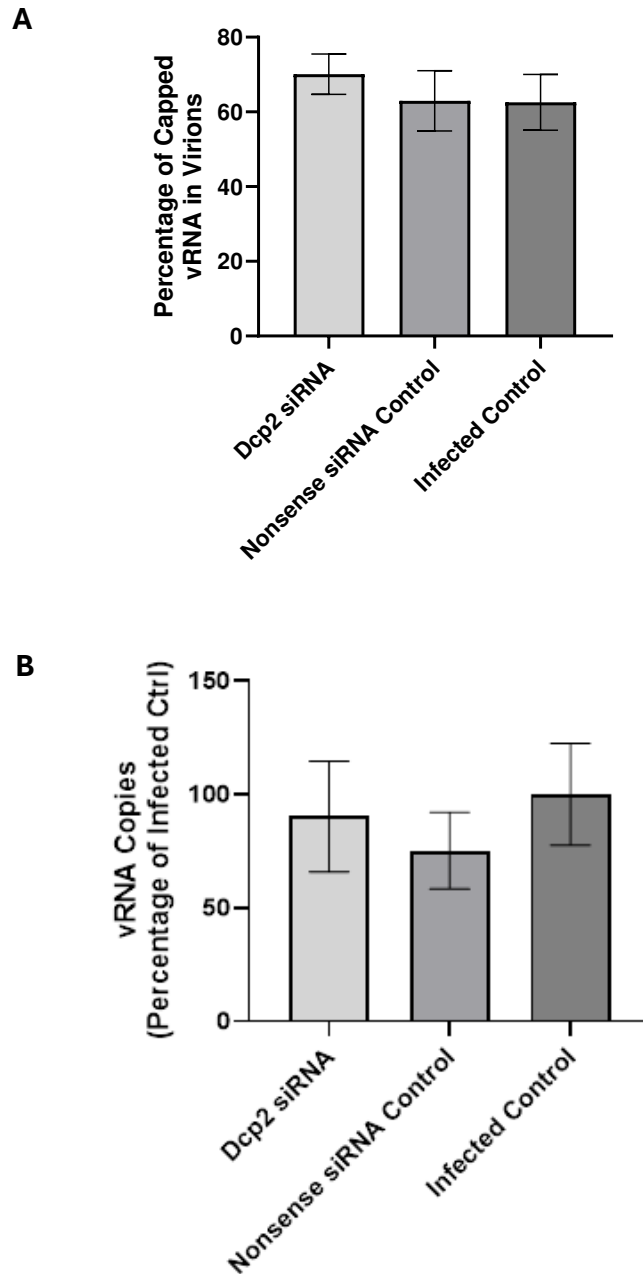 A
Percentage of Capped
vRNA in Virions
80
60
40
20
0
Dcp2 siRNA
Nonsense siRNA Control
Infected Control
B
vRNA Copies
(Percentage of Infected Ctrl)
150
100
50
0
Dcp2 siRNA
Nonsense siRNA Control
Infected Control